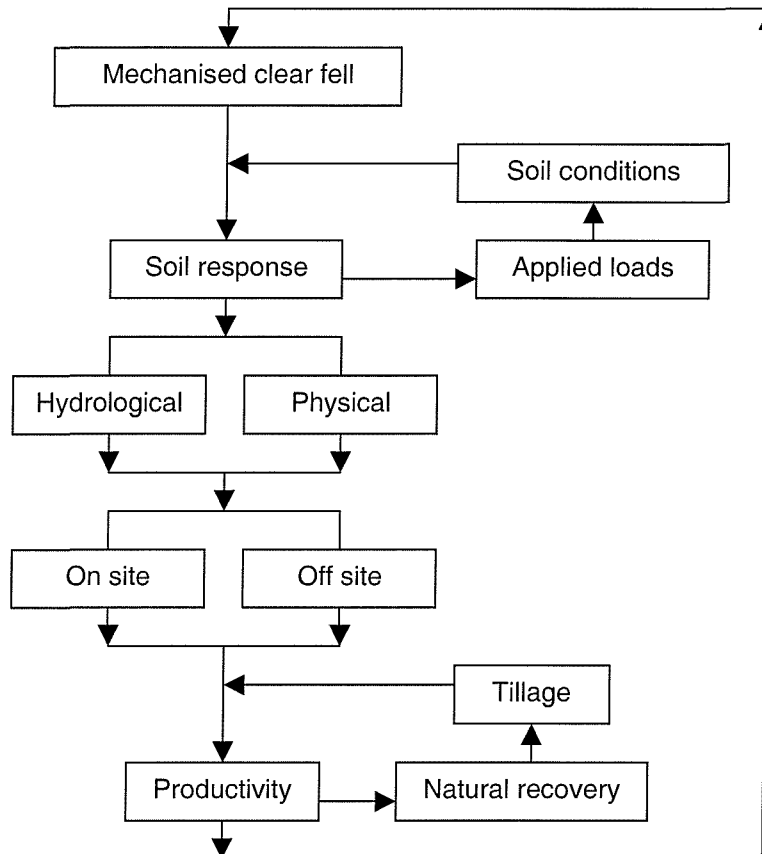 Mechanised clear fell
Soil conditions
Soil response
Applied loads
Hydrological
Physical
On site
Off site
Tillage
Productivity
Natural recovery